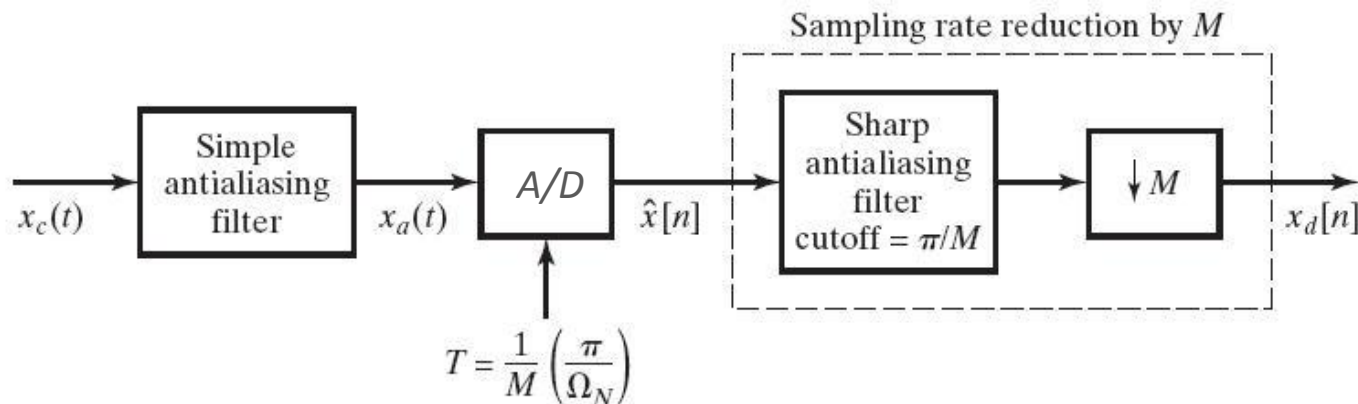 Sampling rate reduction by M
Simple
antialiasing
filter
A/D
Sharp
antialiasing
filter
cutoff = π/M
↓ M
x_c(t)
x_a(t)
x̂[n]
x_d[n]
T = 1/M (π/Ω_N)